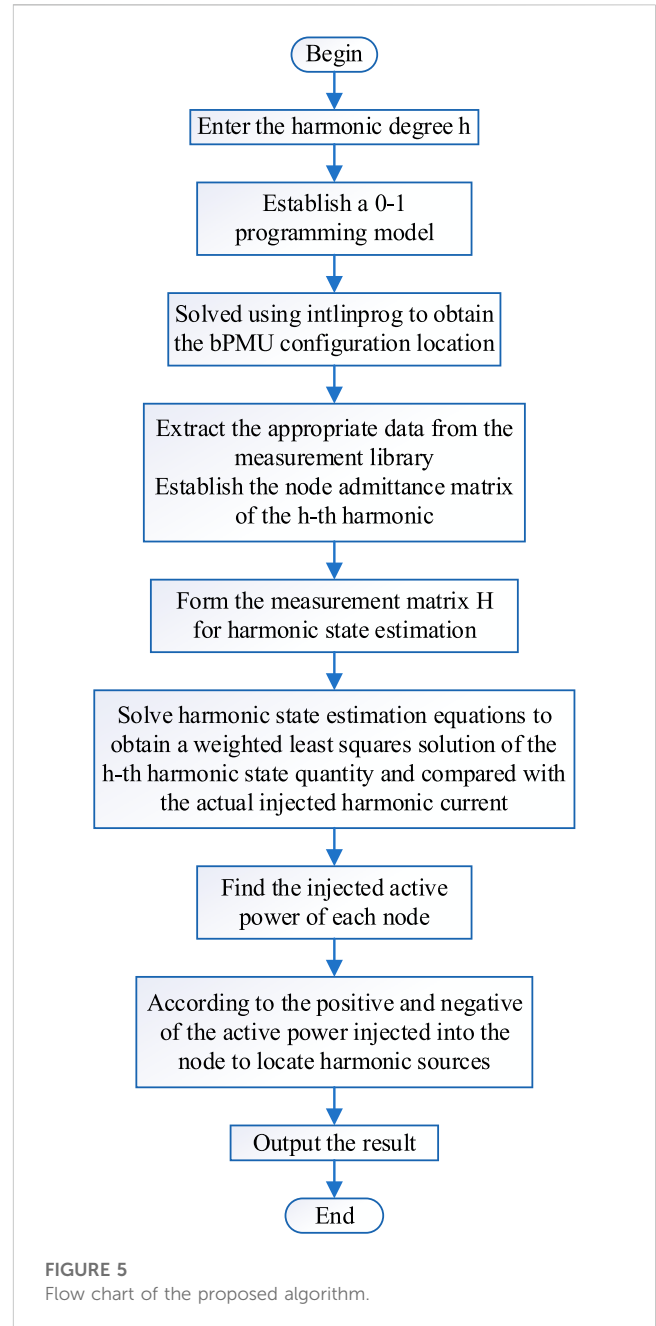 Begin
Enter the harmonic degree h
Establish a 0-1
programming model
Solved using intlinprog to obtain
the bPMU configuration location
Extract the appropriate data from the
measurement library
Establish the node admittance matrix
of the h-th harmonic
Form the measurement matrix H
for harmonic state estimation
Solve harmonic state estimation equations to
obtain a weighted least squares solution of the
h-th harmonic state quantity and compared with
the actual injected harmonic current
Find the injected active
power of each node
According to the positive and negative
of the active power injected into the
node to locate harmonic sources
Output the result
End
FIGURE 5
Flow chart of the proposed algorithm.